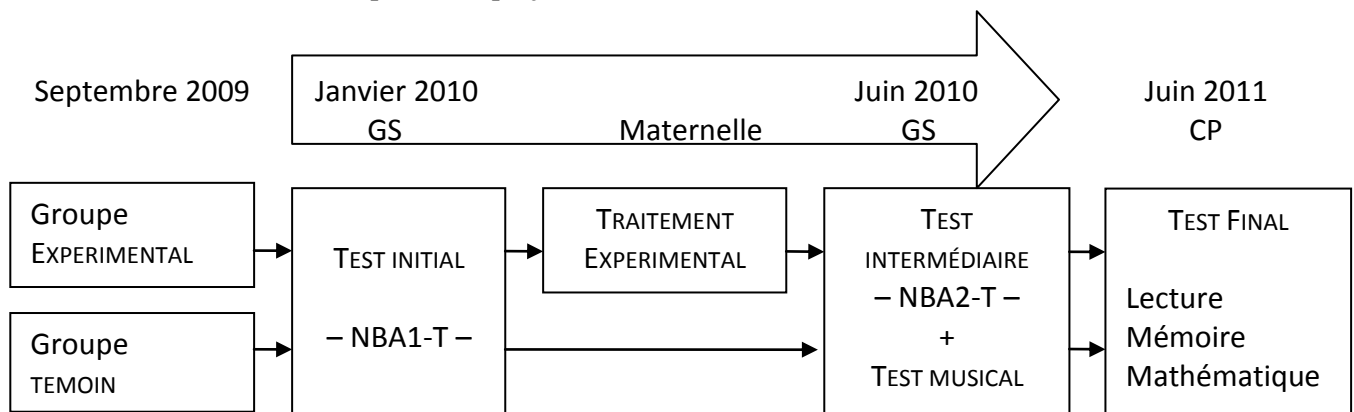 Septembre 2009
Janvier 2010
GS
Maternelle
Juin 2010
GS
Juin 2011
CP
Groupe
EXPERIMENTAL
Groupe
TEMOIN
TEST INITIAL
– NBA1-T –
TRAITEMENT
EXPERIMENTAL
TEST
INTERMÉDIAIRE
– NBA2-T –
+
TEST MUSICAL
TEST FINAL
Lecture
Mémoire
Mathématique